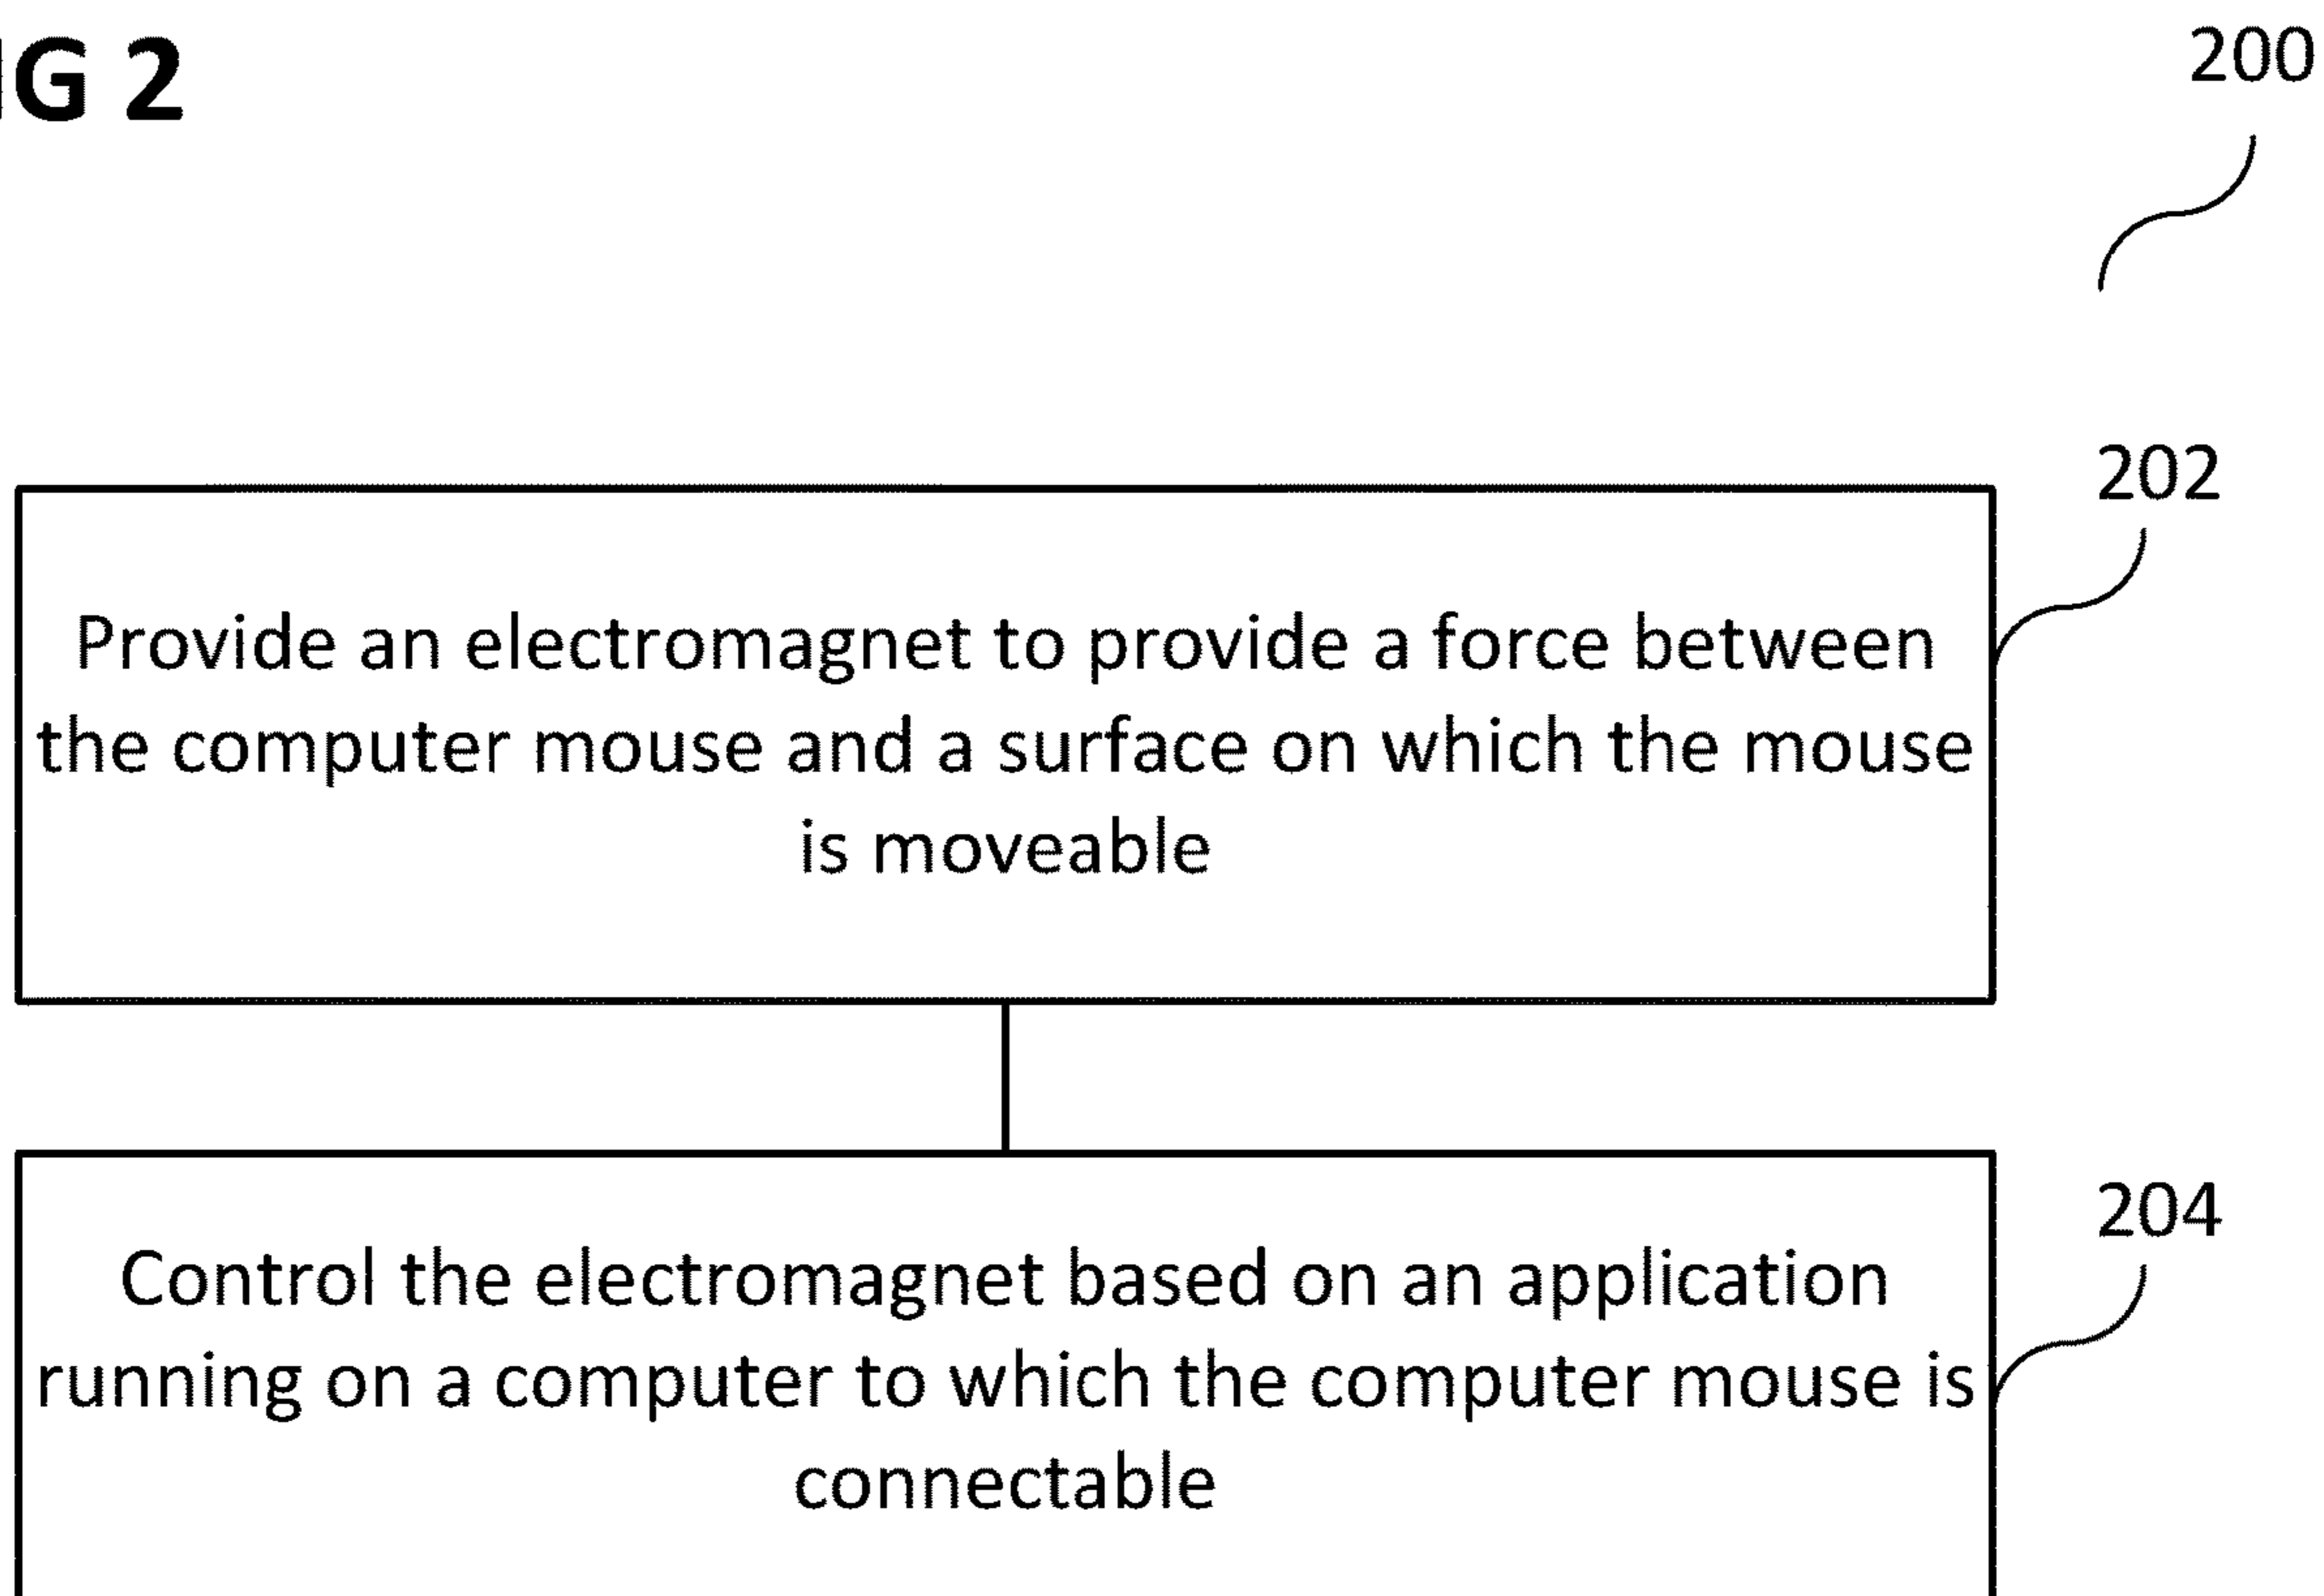 G 2
200
202
Provide an electromagnet to provide a force between
the computer mouse and a surface on which the mouse
is moveable
204
Control the electromagnet based on an application
running on a computer to which the computer mouse is
connectable